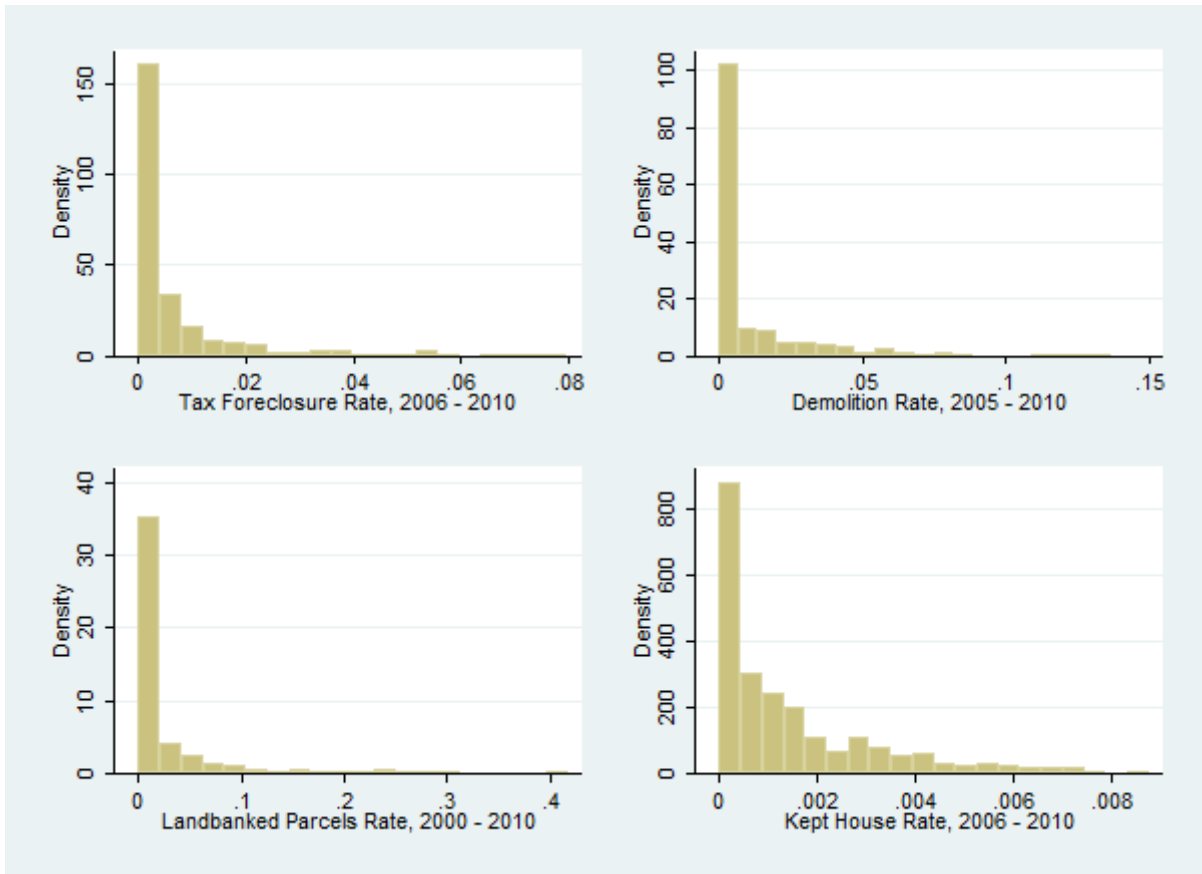 150
100
50
0
Density
0 .02 .04 .06 .08
Tax Foreclosure Rate, 2006 - 2010
100
80
60
40
20
0
Density
0 .05 .1 .15
Demolition Rate, 2005 - 2010
40
30
20
10
0
Density
0 .1 .2 .3 .4
Landbanked Parcels Rate, 2000 - 2010
800
600
400
200
0
Density
0 .002 .004 .006 .008
Kept House Rate, 2006 - 2010